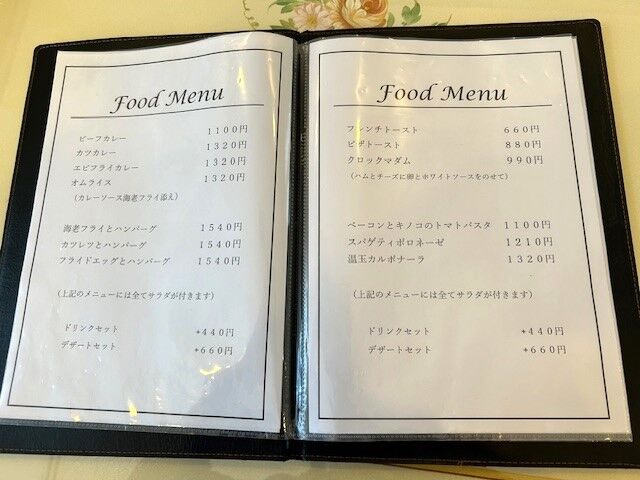 Food Menu
ビーフカレー 1100円
カツカレー 1320円
エビフライカレー 1320円
オムライス 1320円
(カレーソース海老フライ添え)
海老フライとハンバーグ 1540円
カツレツとハンバーグ 1540円
フライドエッグとハンバーグ 1540円
(上記のメニューには全てサラダが付きます)
ドリンクセット +440円
デザートセット +660円
Food Menu
フレンチトースト 660円
ピザトースト 880円
クロックマダム 990円
(ハムとチーズに卵とホワイトソースをのせて)
ベーコンとキノコのトマトパスタ 1100円
スパゲティボロネーゼ 1210円
温玉カルボナーラ 1320円
(上記のメニューには全てサラダが付きます)
ドリンクセット +440円
デザートセット +660円